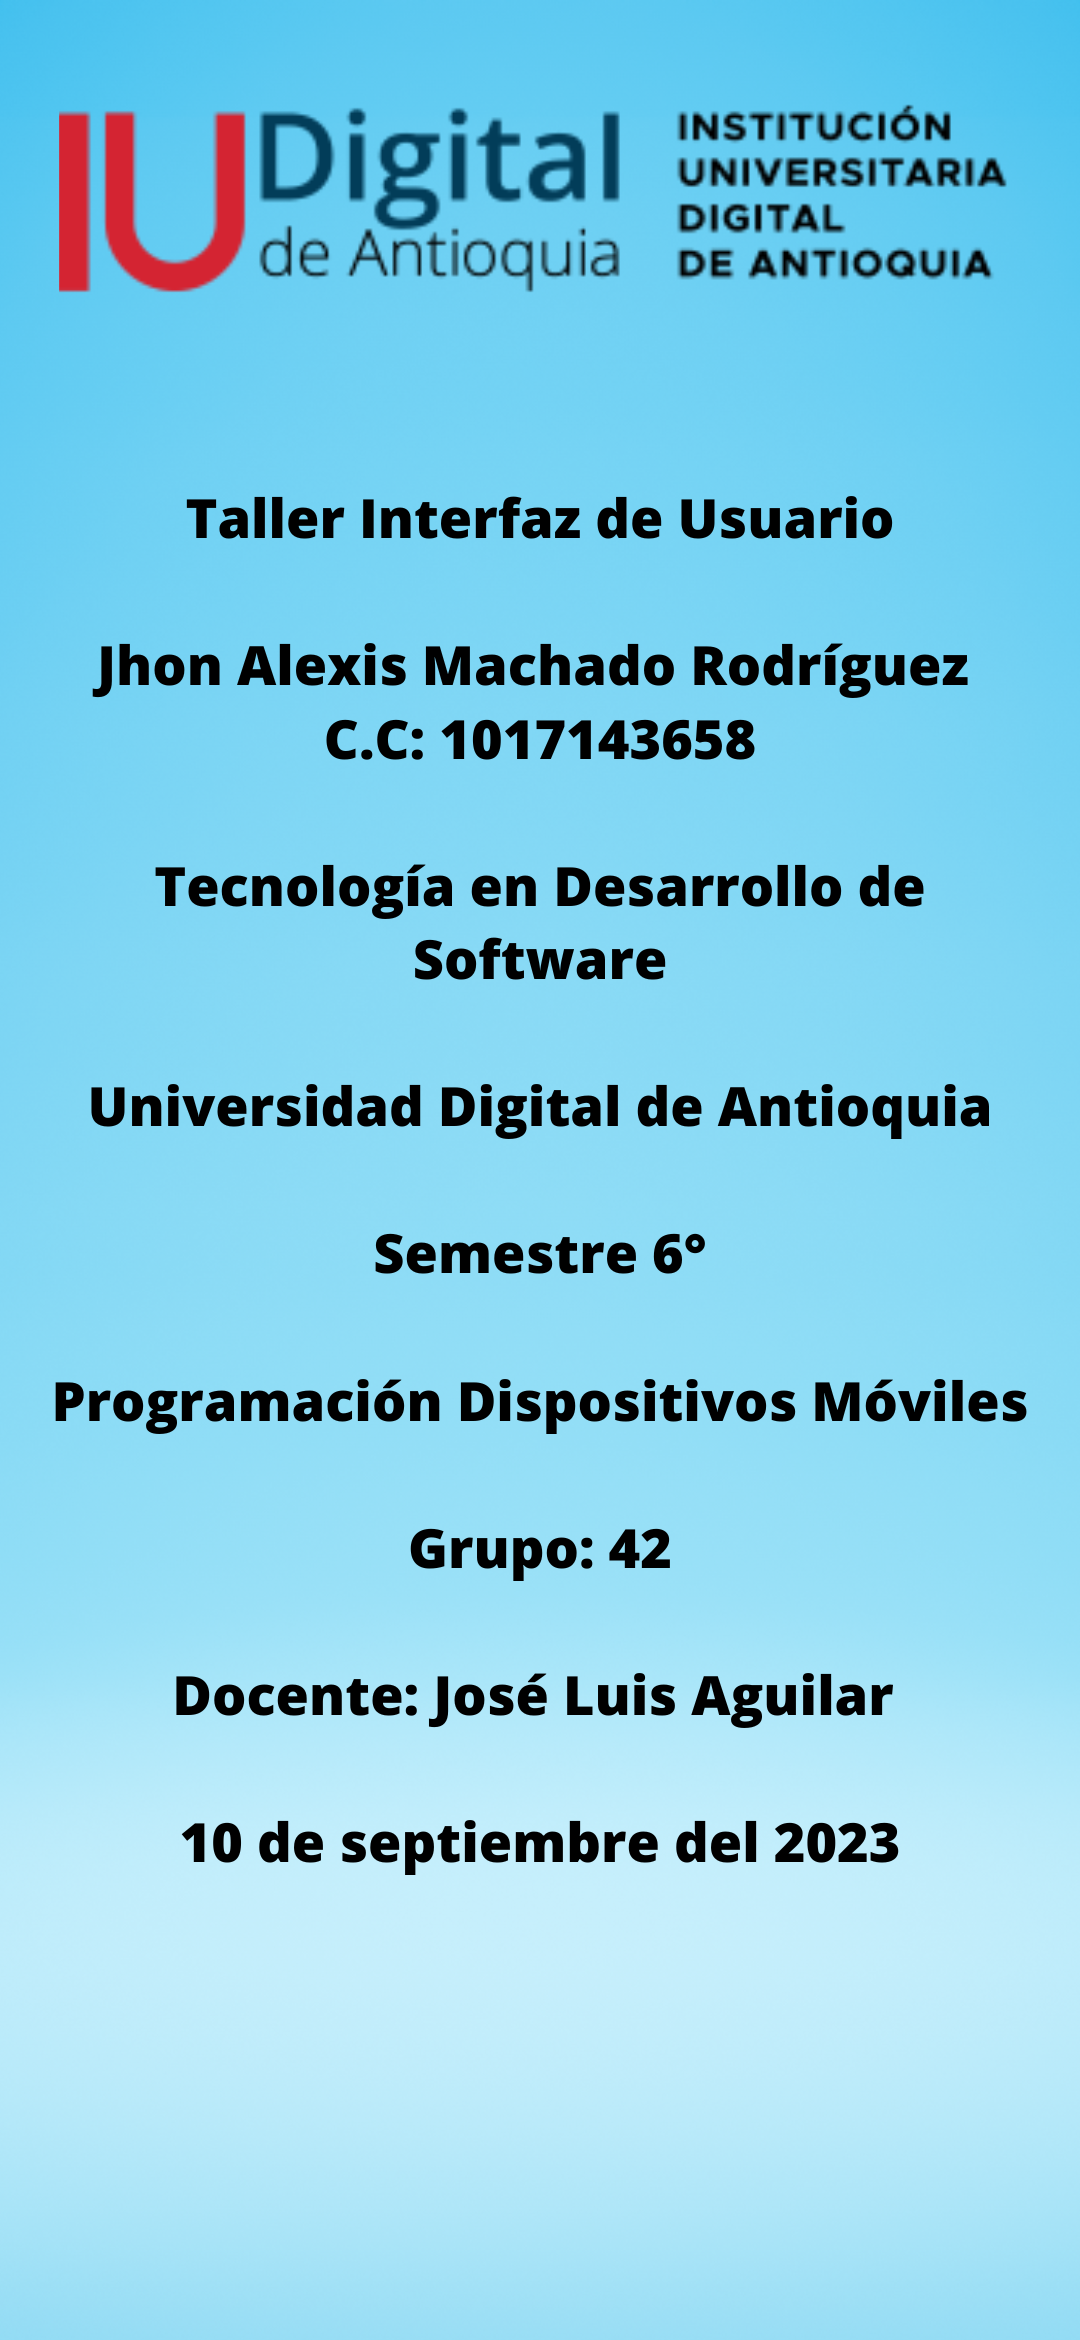 IU Digital
de Antioquia
INSTITUCIÓN
UNIVERSITARIA
DIGITAL
DE ANTIOQUIA
Taller Interfaz de Usuario
Jhon Alexis Machado Rodríguez
C.C: 1017143658
Tecnología en Desarrollo de
Software
Universidad Digital de Antioquia
Semestre 6°
Programación Dispositivos Móviles
Grupo: 42
Docente: José Luis Aguilar
10 de septiembre del 2023